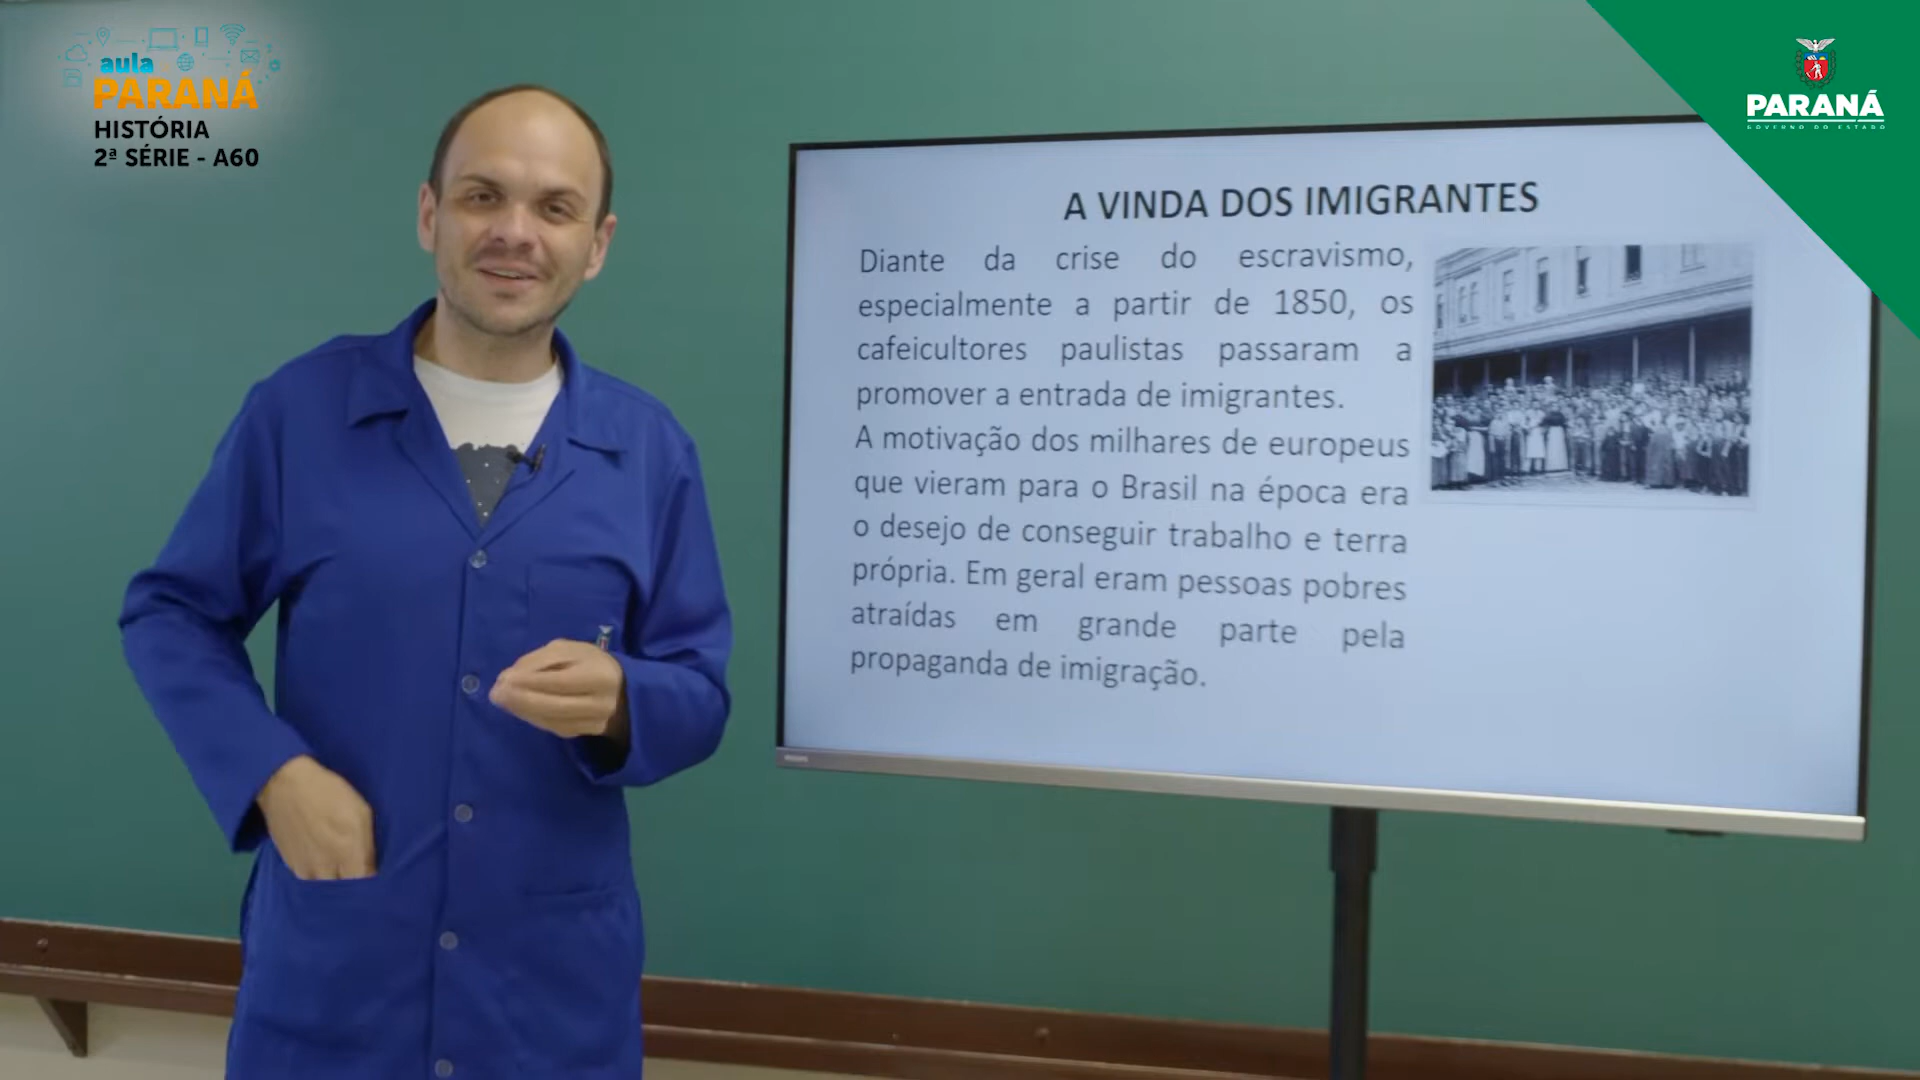 aula
PARANÁ
HISTÓRIA
2ª SÉRIE - A60
PARANÁ
GOVERNO DO ESTADO
A VINDA DOS IMIGRANTES
Diante da crise do escravismo,
especialmente a partir de 1850, os
cafeicultores paulistas passaram a
promover a entrada de imigrantes.
A motivação dos milhares de europeus
que vieram para o Brasil na época era
o desejo de conseguir trabalho e terra
própria. Em geral eram pessoas pobres
atraídas em grande parte pela
propaganda de imigração.